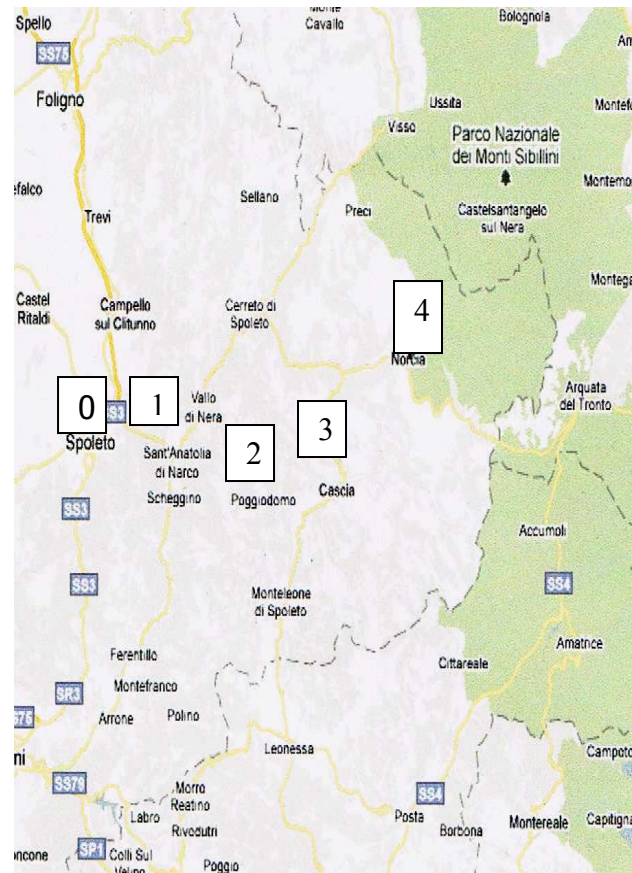 Spello
Monte
Cavallo
Bolognola
SS75
Foligno
Ussita
Visso
Parco Nazionale
dei Monti Sibillini
Sellano
Preci
Castelsantangelo
sul Nera
Trevi
Castel
Ritaldi
Campello
sul Clitunno
Cerreto di
Spoleto
4
Norcia
0
1
Vallo
di Nera
Arquata
del Tronto
Spoleto
Sant'Anatolia
di Narco
2
3
Scheggino
Poggiodomo
Cascia
SS3
Accumoli
SS3
SS4
Monteleone
di Spoleto
Amatrice
Ferentillo
Cittareale
SR3
Montefranco
Arrone
Polino
Leonessa
SS79
Morro
Reatino
SS4
Labro
Rivodutri
Posta
Borbona
Montereale
SP1
Colli Sul
Velino
Poggio